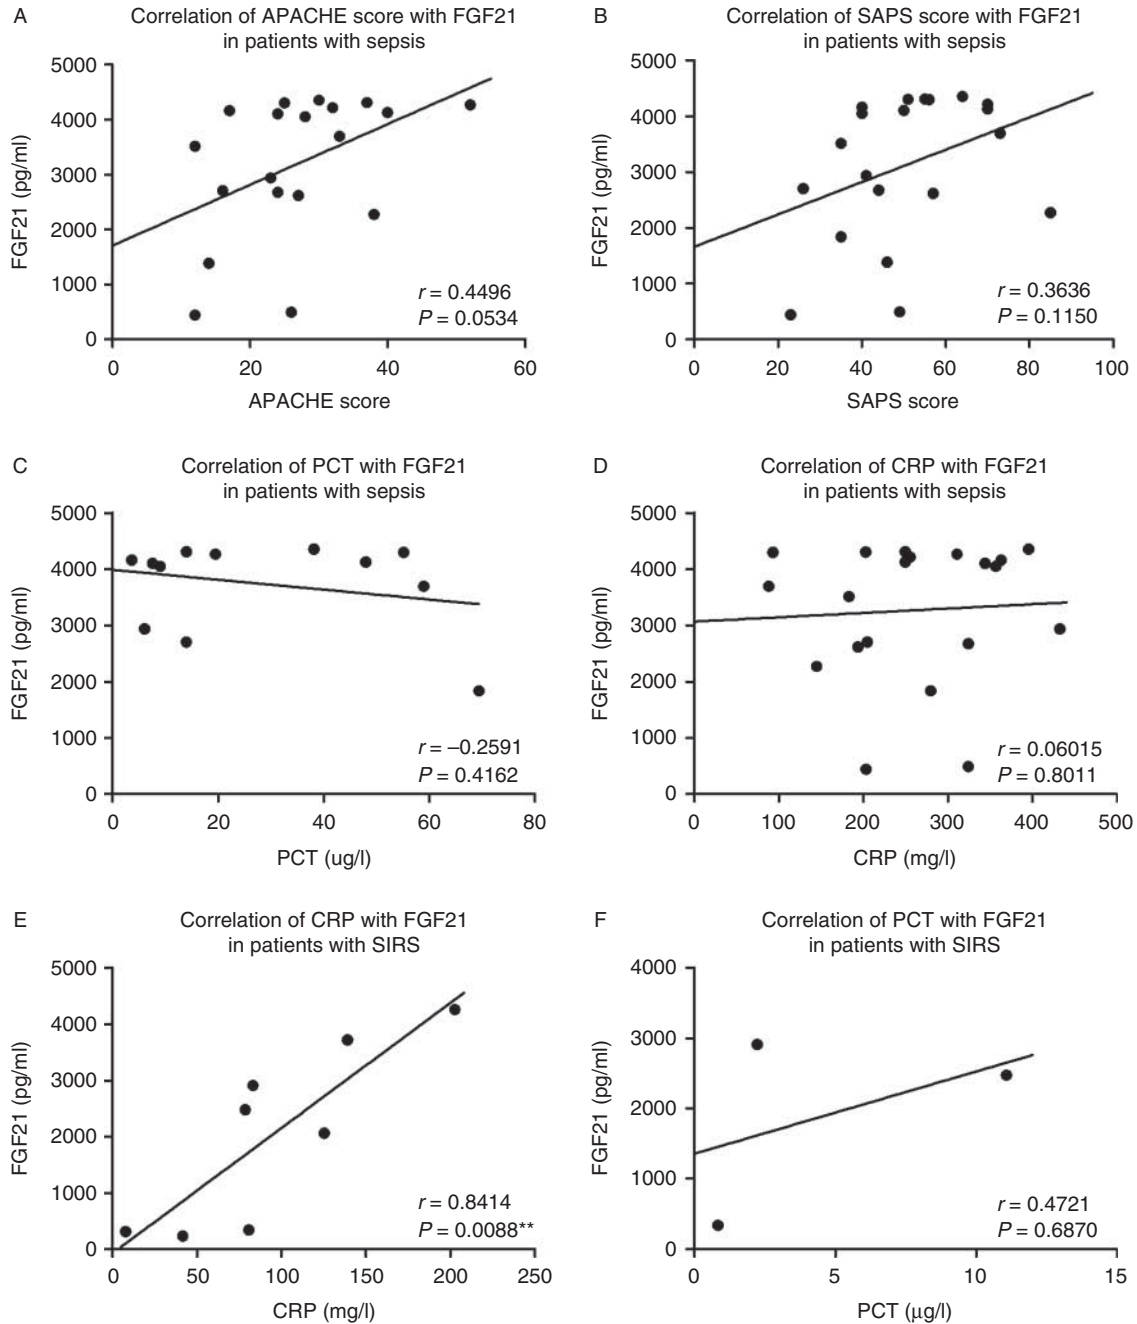 A
Correlation of APACHE score with FGF21
in patients with sepsis
5000
4000
3000
2000
1000
0
FGF21 (pg/ml)
r = 0.4496
P = 0.0534
0 20 40 60
APACHE score
B
Correlation of SAPS score with FGF21
in patients with sepsis
5000
4000
3000
2000
1000
0
FGF21 (pg/ml)
r = 0.3636
P = 0.1150
0 20 40 60 80 100
SAPS score
C
Correlation of PCT with FGF21
in patients with sepsis
5000
4000
3000
2000
1000
0
FGF21 (pg/ml)
r = –0.2591
P = 0.4162
0 20 40 60 80
PCT (ug/l)
D
Correlation of CRP with FGF21
in patients with sepsis
5000
4000
3000
2000
1000
0
FGF21 (pg/ml)
r = 0.06015
P = 0.8011
0 100 200 300 400 500
CRP (mg/l)
E
Correlation of CRP with FGF21
in patients with SIRS
5000
4000
3000
2000
1000
0
FGF21 (pg/ml)
r = 0.8414
P = 0.0088**
0 50 100 150 200 250
CRP (mg/l)
F
Correlation of PCT with FGF21
in patients with SIRS
4000
3000
2000
1000
0
FGF21 (pg/ml)
r = 0.4721
P = 0.6870
0 5 10 15
PCT (µg/l)